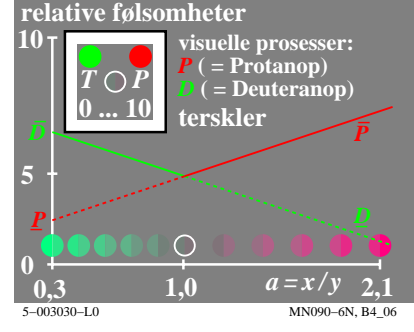 relative følsomheter
10
visuelle prosesser:
P ( = Protanop)
D ( = Deuteranop)
terskler
T P
0 ... 10
D̄
P̄
5
P̲
D̲
0
0,3 1,0 a = x / y 2,1
5-003030-L0 MN090-6N, B4_06